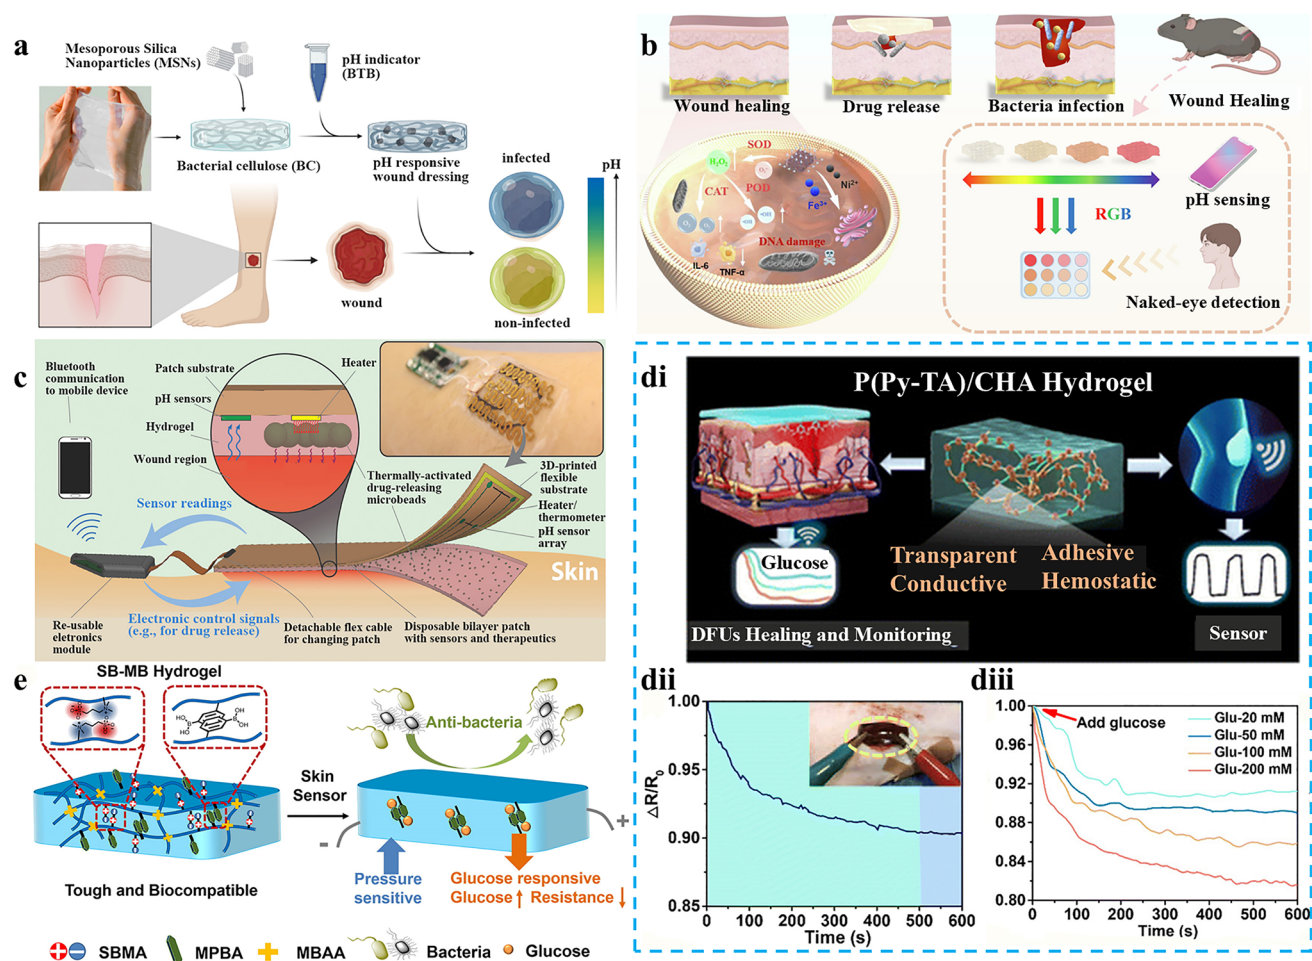 a
Mesoporous Silica
Nanoparticles (MSNs)
pH indicator
(BTB)
Bacterial cellulose (BC)
pH responsive
wound dressing
infected
pH
wound
non-infected
b
Wound healing
Drug release
Bacteria infection
Wound Healing
SOD
H₂O₂
O₂⁻
Ni²⁺
CAT
POD
Fe³⁺
O₂
O₂
•OH
•OH
DNA damage
IL-6
TNF-α
pH sensing
RGB
Naked-eye detection
c
Bluetooth
communication
to mobile device
Patch substrate
Heater
pH sensors
Hydrogel
Wound region
Thermally-activated
drug-releasing
microbeads
3D-printed
flexible
substrate
Heater/
thermometer
pH sensor
array
Sensor readings
Skin
Electronic control signals
(e.g., for drug release)
Re-usable
eletronics
module
Detachable flex cable
for changing patch
Disposable bilayer patch
with sensors and therapeutics
di
P(Py-TA)/CHA Hydrogel
Transparent
Conductive
Adhesive
Hemostatic
Glucose
DFUs Healing and Monitoring
Sensor
dii
1.00
0.95
0.90
0.85
ΔR/R₀
0 100 200 300 400 500 600
Time (s)
diii
1.00
0.96
0.92
0.88
0.84
0.80
Add glucose
Glu-20 mM
Glu-50 mM
Glu-100 mM
Glu-200 mM
0 100 200 300 400 500 600
Time (s)
e
SB-MB Hydrogel
Anti-bacteria
Skin
Sensor
Tough and Biocompatible
- +
Pressure
sensitive
Glucose responsive
Glucose ↑ Resistance ↓
SBMA MPBA MBAA Bacteria Glucose